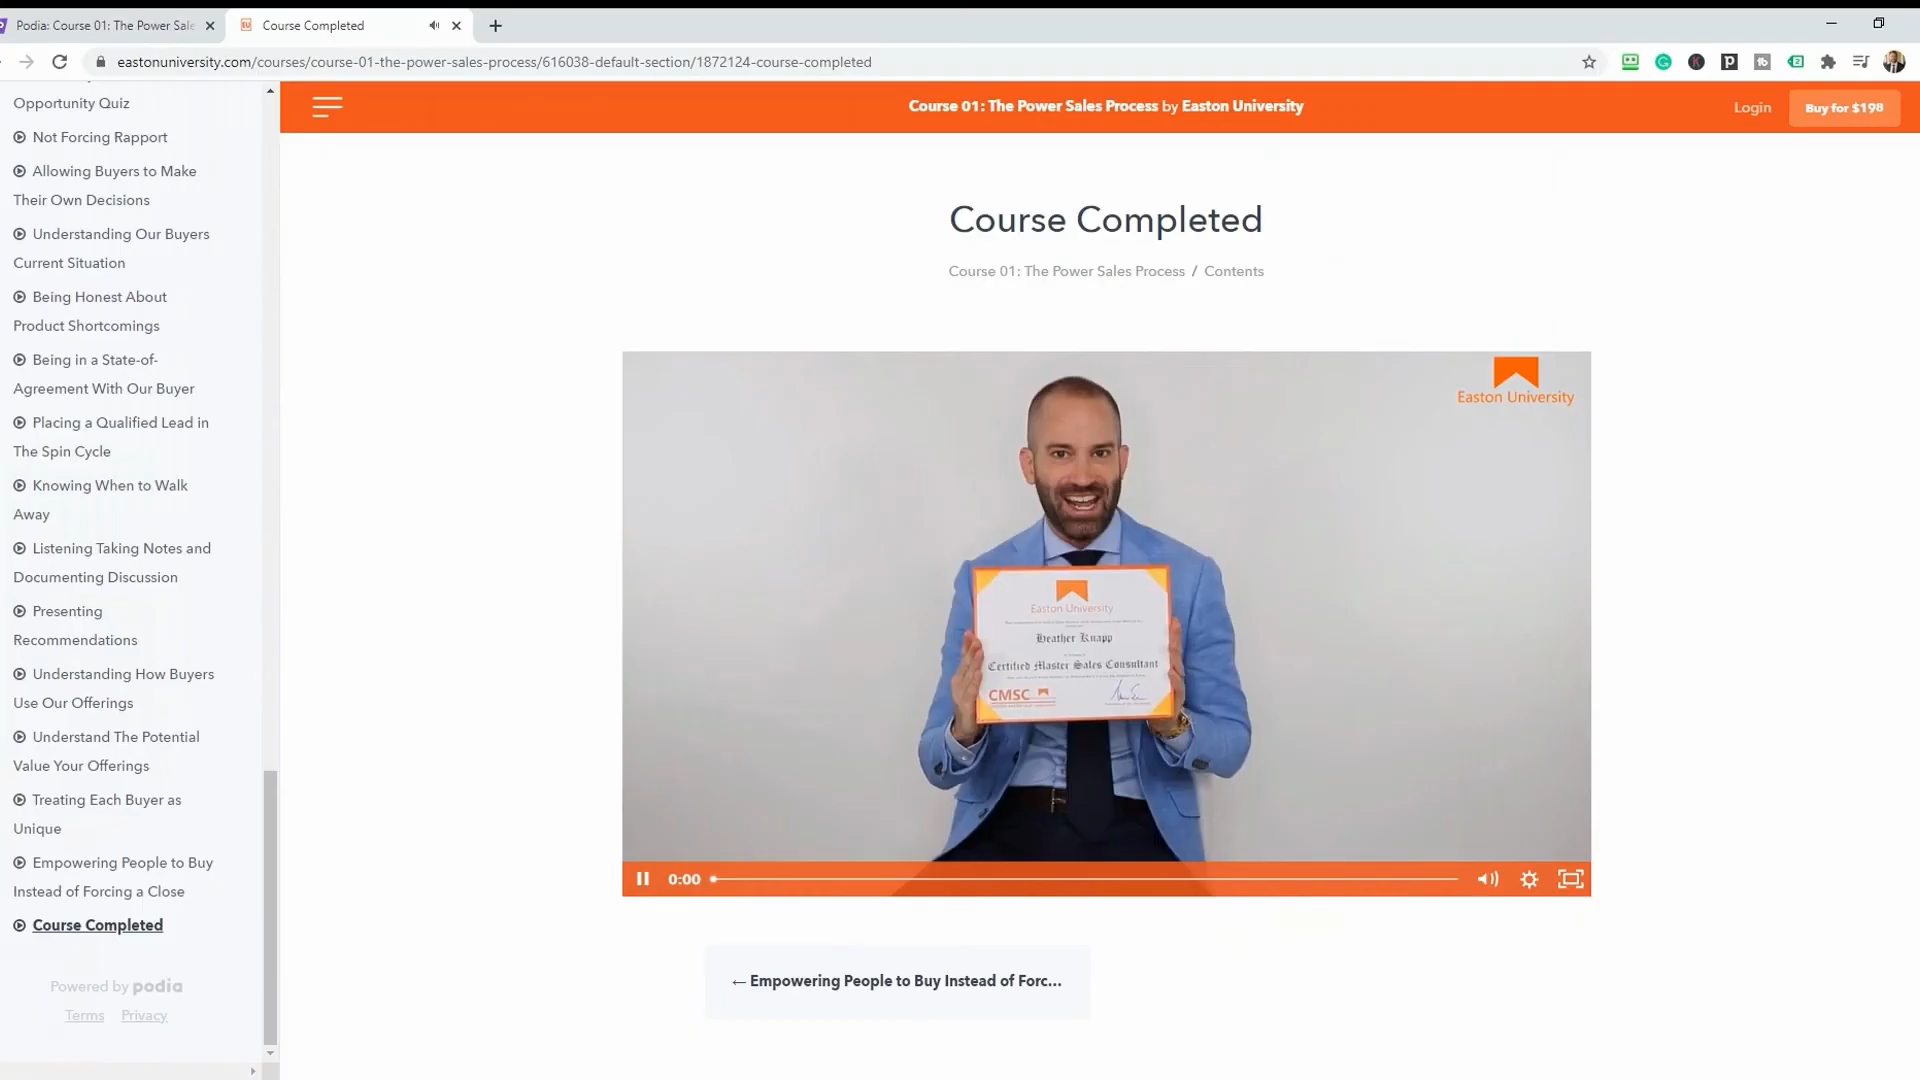 Podia: Course 01: The Power Sale
Course Completed
eastonuniversity.com/courses/course-01-the-power-sales-process/616038-default-section/1872124-course-completed
Course 01: The Power Sales Process by Easton University
Login
Buy for $198
Opportunity Quiz
Not Forcing Rapport
Allowing Buyers to Make
Their Own Decisions
Understanding Our Buyers
Current Situation
Being Honest About
Product Shortcomings
Being in a State-of-
Agreement With Our Buyer
Placing a Qualified Lead in
The Spin Cycle
Knowing When to Walk
Away
Listening Taking Notes and
Documenting Discussion
Presenting
Recommendations
Understanding How Buyers
Use Our Offerings
Understand The Potential
Value Your Offerings
Treating Each Buyer as
Unique
Empowering People to Buy
Instead of Forcing a Close
Course Completed
Powered by podia
Terms Privacy
Course Completed
Course 01: The Power Sales Process / Contents
Easton University
Easton University
Heather Knapp
Certified Master Sales Consultant
CMSC
0:00
← Empowering People to Buy Instead of Forc...